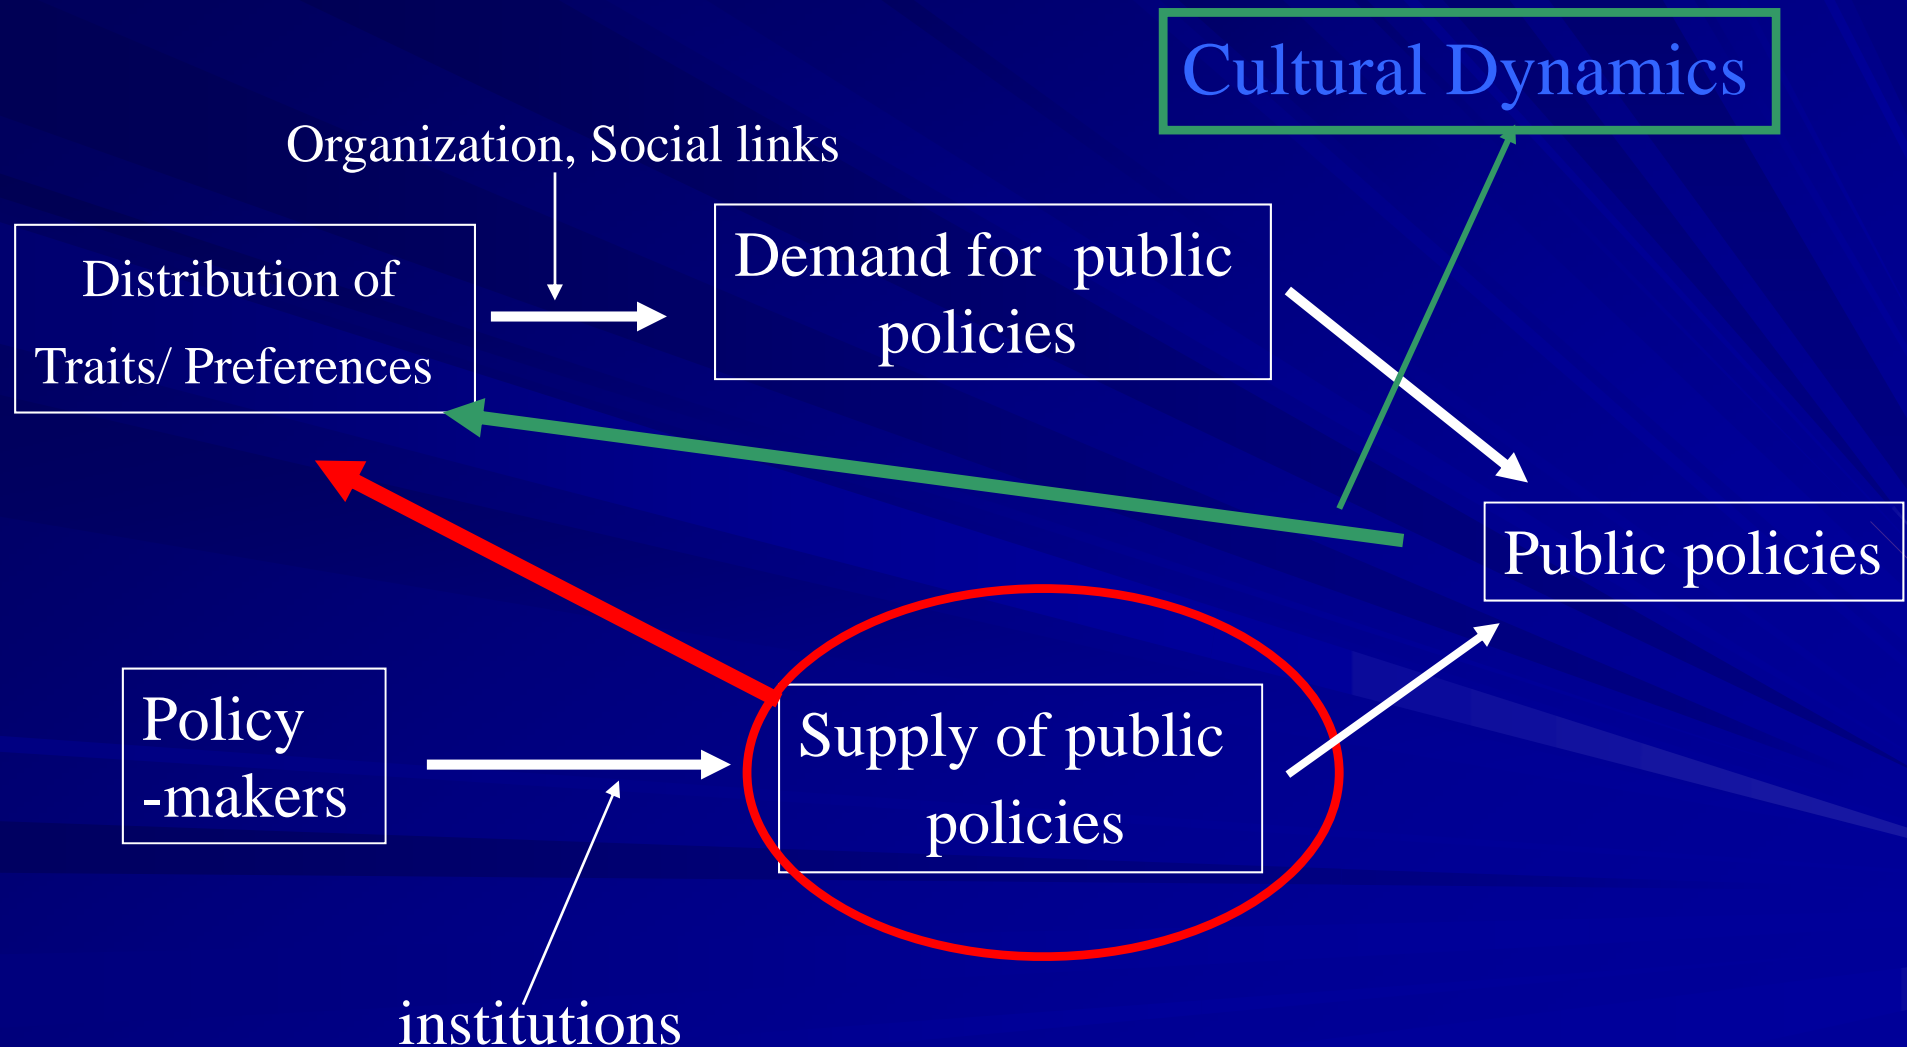 Cultural Dynamics
Organization, Social links
Distribution of
Traits/ Preferences
Demand for  public
policies
Public policies
Policy
-makers
Supply of public
policies
institutions